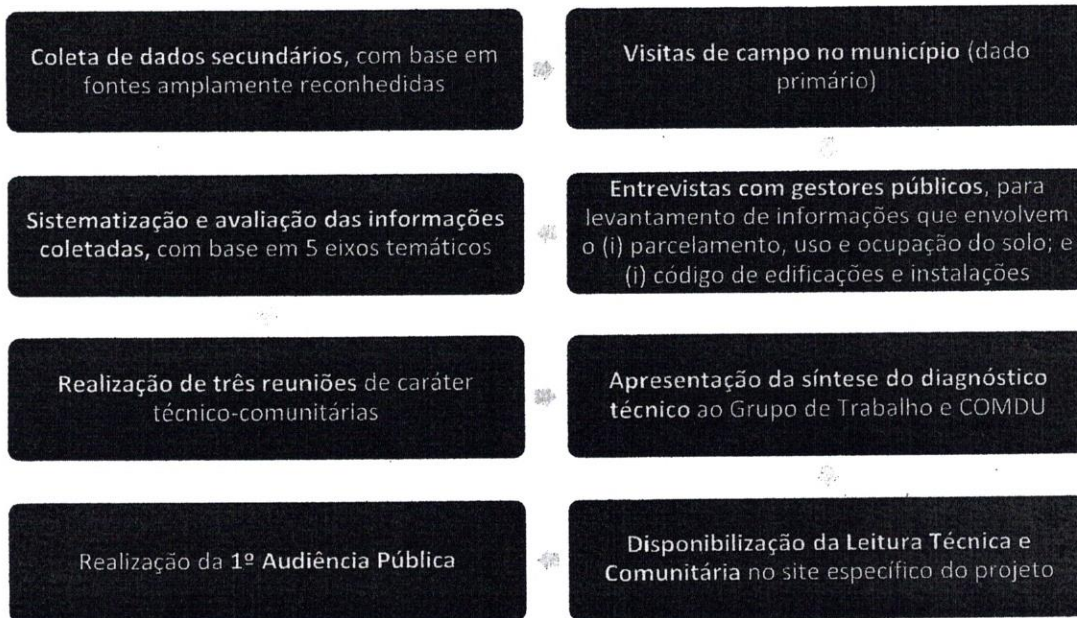 Coleta de dados secundários, com base em
fontes amplamente reconhedidas
Visitas de campo no município (dado
primário)
Entrevistas com gestores públicos, para
levantamento de informações que envolvem
o (i) parcelamento, uso e ocupação do solo; e
(i) código de edificações e instalações
Sistematização e avaliação das informações
coletadas, com base em 5 eixos temáticos
Realização de três reuniões de caráter
técnico-comunitárias
Apresentação da síntese do diagnóstico
técnico ao Grupo de Trabalho e COMDU
Disponibilização da Leitura Técnica e
Comunitária no site específico do projeto
Realização da 1º Audiência Pública